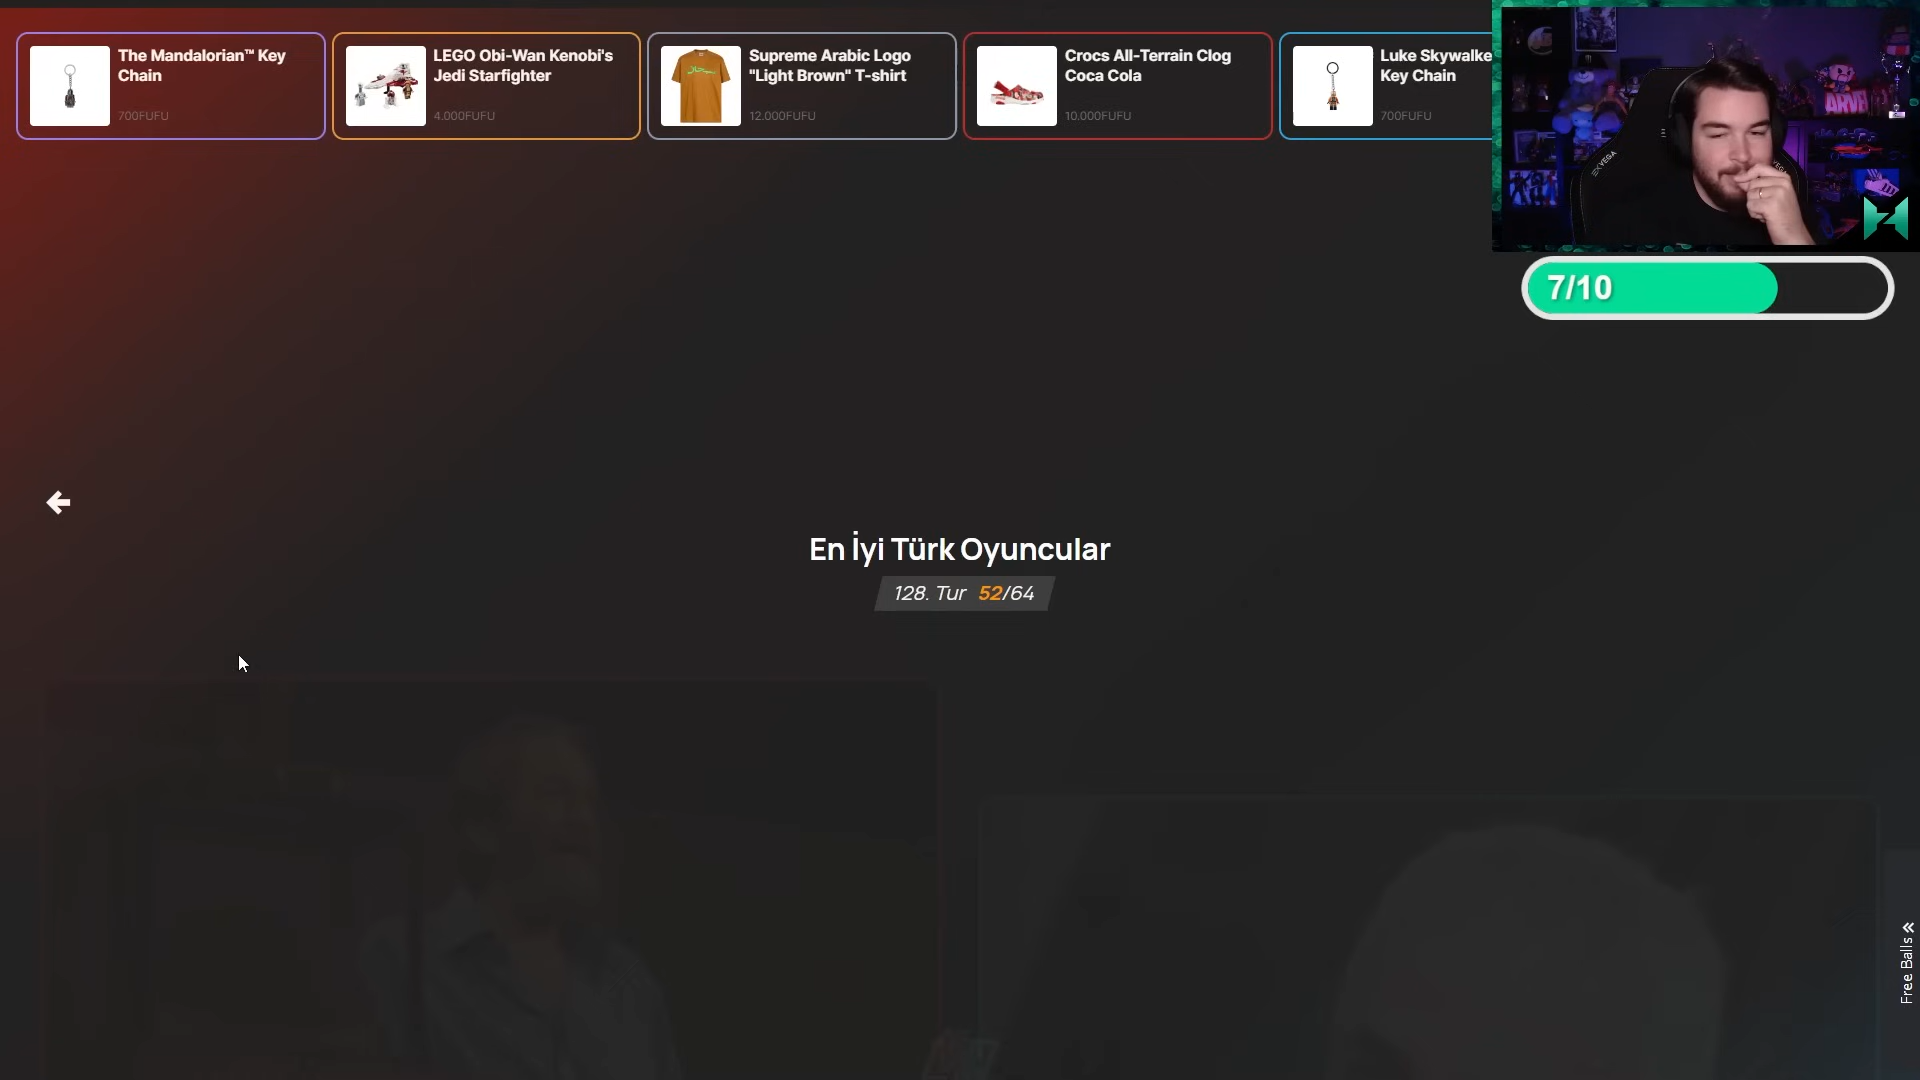 The Mandalorian™ Key
Chain
700FUFU
LEGO Obi-Wan Kenobi's
Jedi Starfighter
4.000FUFU
Supreme Arabic Logo
"Light Brown" T-shirt
12.000FUFU
Crocs All-Terrain Clog
Coca Cola
10.000FUFU
Luke Skywalke
Key Chain
700FUFU
7/10
En İyi Türk Oyuncular
128. Tur 52/64
Free Balls